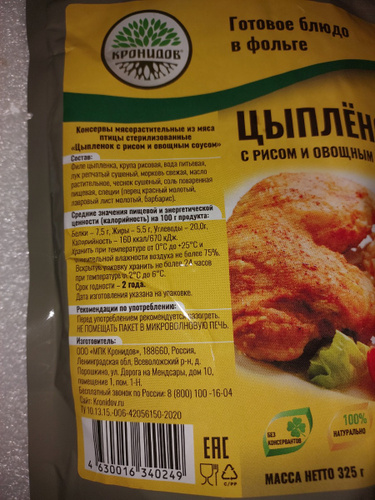 КРОНИДОВ
Готовое блюдо
в фольге
ЦЫПЛЁН
С РИСОМ И ОВОЩНЫМ
Консервы мясорастительные из мяса
птицы стерилизованные
«Цыпленок с рисом и овощным соусом»
Состав:
Филе цыпленка, крупа рисовая, вода питьевая,
лук репчатый сушеный, морковь свежая, масло
растительное, чеснок сушеный, соль поваренная
пищевая, специи (перец красный молотый,
лавровый лист молотый, барбарис).
Средние значения пищевой и энергетической
ценности (калорийность) на 100 г продукта:
Белки - 7,5 г, Жиры - 5,5 г, Углеводы - 20,0г.
Калорийность - 160 ккал/670 кДж.
Хранить при температуре от 0°С до +25°С и
относительной влажности воздуха не более 75%.
Вскрытую упаковку хранить не более 24 часов
при температуре от 2°С до 6°С.
Срок годности - 2 года.
Дата изготовления указана на упаковке.
Рекомендации по употреблению:
Перед употреблением рекомендуется разогреть.
НЕ ПОМЕЩАТЬ ПАКЕТ В МИКРОВОЛНОВУЮ ПЕЧЬ.
Изготовитель:
ООО «МПК Кронидов», 188660, Россия,
Ленинградская обл. Всеволожский р-н, д.
Порошкино, ул. Дорога на Мендсары, дом 10,
помещение 1, пом. 1-Н.
Бесплатный звонок по России: 8 (800) 100 -16-04
Сайт: Kronidov.ru
TU 10.13.15.-006-42056150-2020
4 630016 340249
ЕАС
C/PP
БЕЗ
КОНСЕРВАНТОВ
100%
НАТУРАЛЬНО
МАССА НЕТТО 325 г